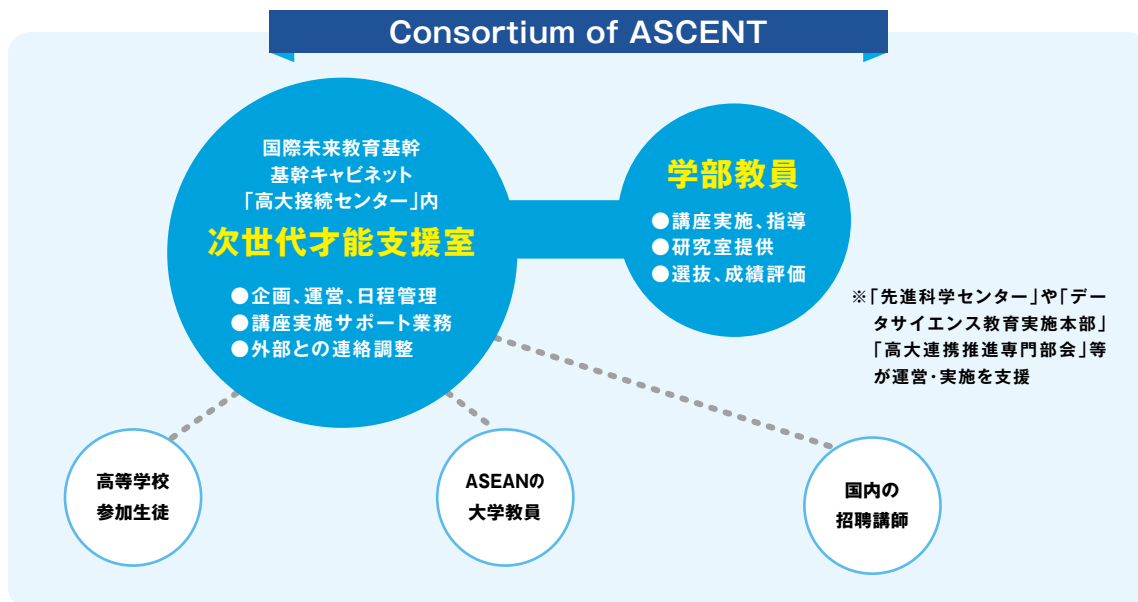 Consortium of ASCENT
国際未来教育基幹
基幹キャビネット
「高大接続センター」内
次世代才能支援室
●企画、運営、日程管理
●講座実施サポート業務
●外部との連絡調整
学部教員
●講座実施、指導
●研究室提供
●選抜、成績評価
※「先進科学センター」や「デー
タサイエンス教育実施本部」
「高大連携推進専門部会」等
が運営・実施を支援
高等学校
参加生徒
ASEANの
大学教員
国内の
招聘講師